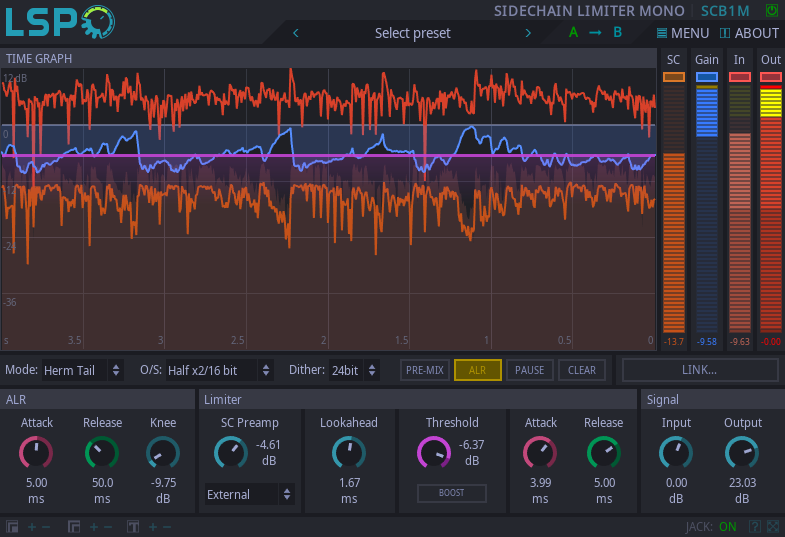 LSP
SIDECHAIN LIMITER MONO SCB1M
Select preset A B MENU ABOUT
TIME GRAPH SC Gain In Out
12 dB
0
-12
-24
-36
s 3.5 3 2.5 2 1.5 1 0.5 0
-13.7 -9.58 -9.63 -0.00
Mode: Herm Tail O/S: Half x2/16 bit Dither: 24bit PRE-MIX ALR PAUSE CLEAR LINK...
ALR Limiter Signal
Attack Release Knee SC Preamp Lookahead Threshold Attack Release Input Output
-4.61 dB -6.37 dB
5.00 ms 50.0 ms -9.75 dB External 1.67 ms BOOST 3.99 ms 5.00 ms 0.00 dB 23.03 dB
JACK: ON